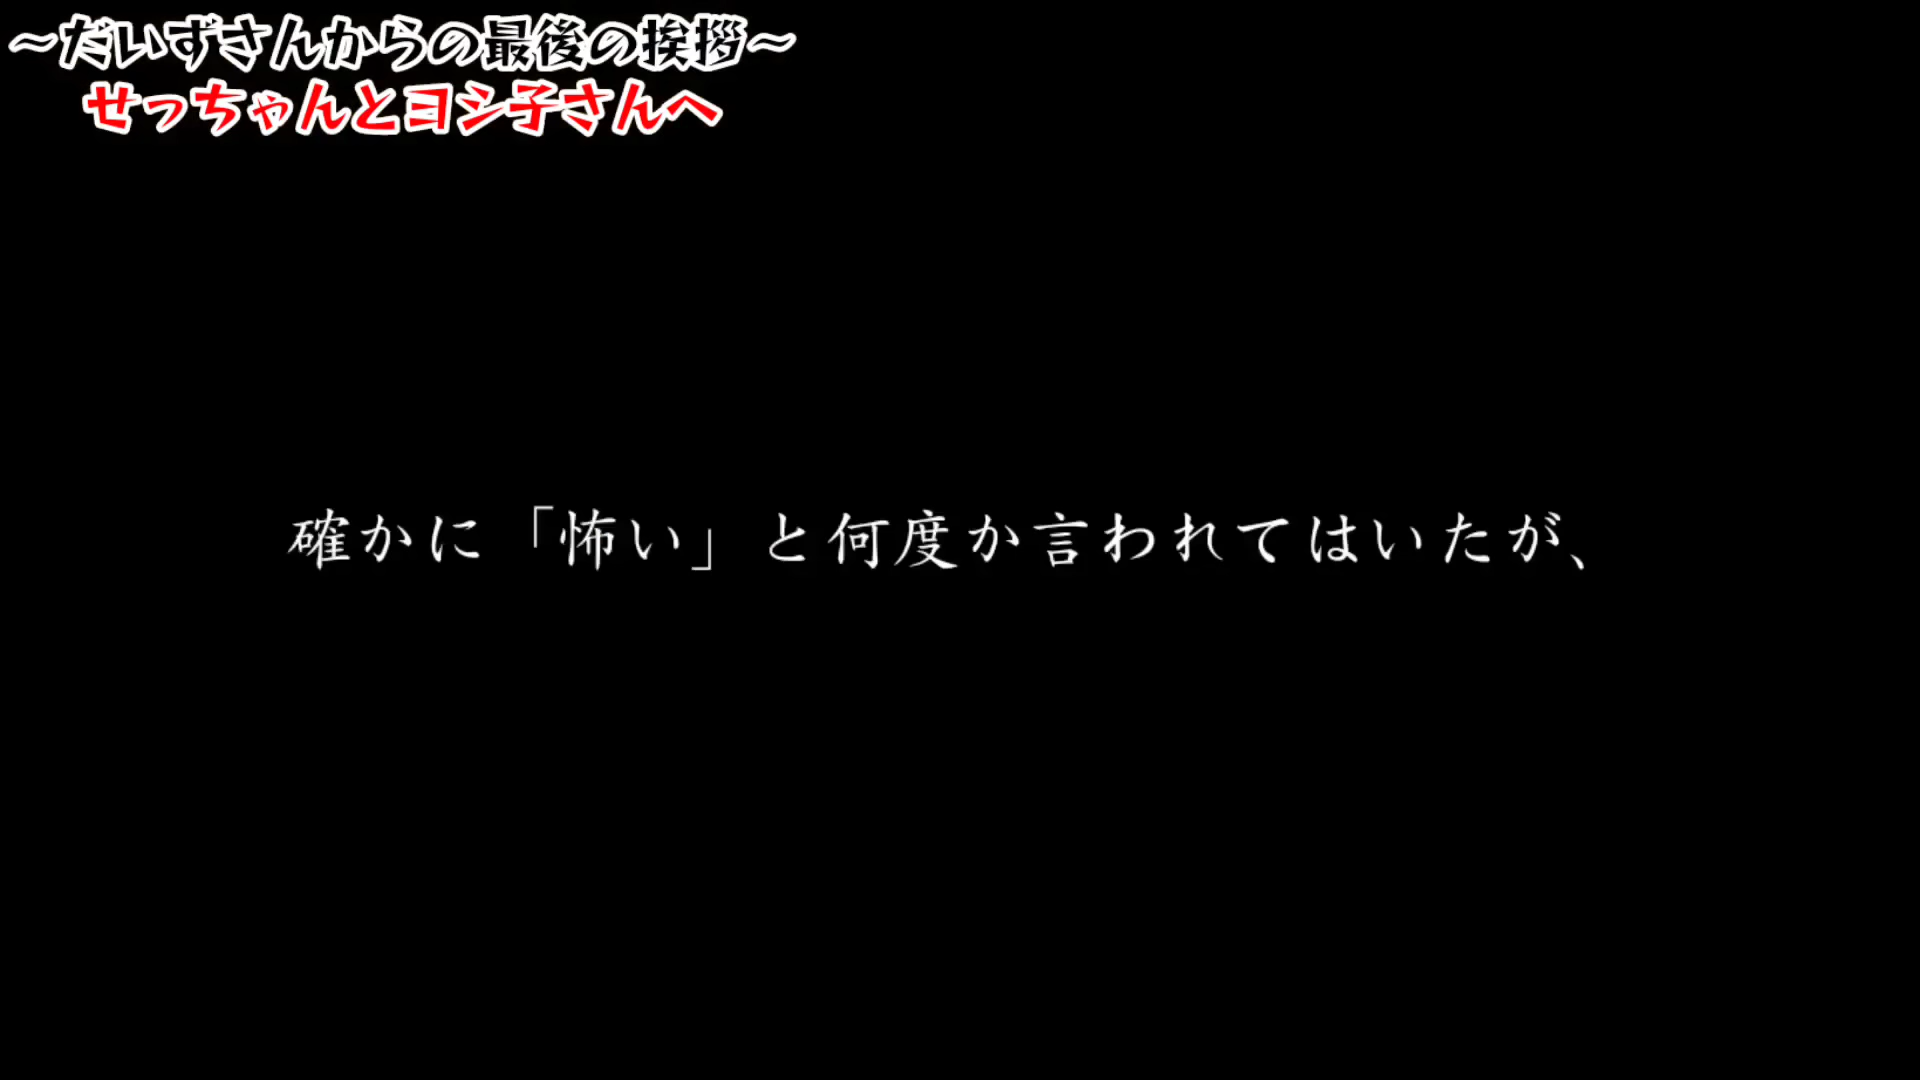 ～だいずさんからの最後の挨拶～
せっちゃんとヨシ子さんへ
確かに「怖い」と何度か言われてはいたが、